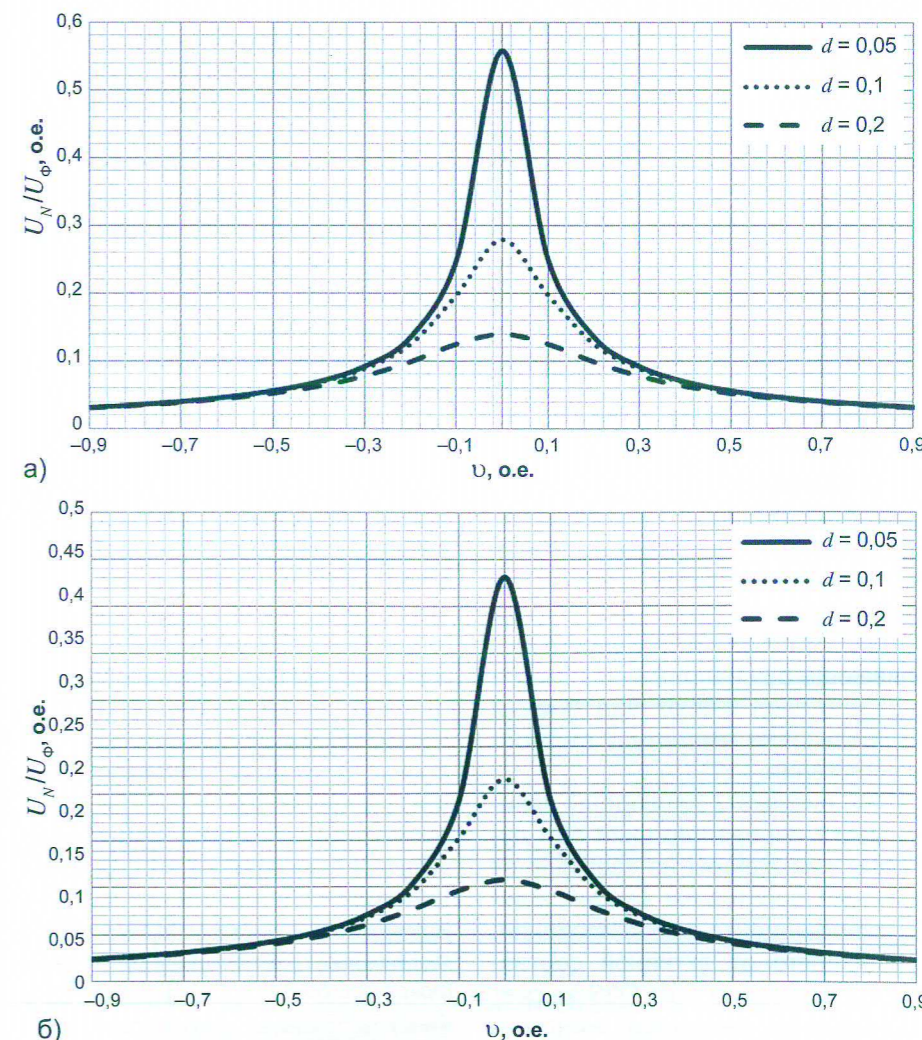 0,6
0,5
0,4
0,3
0,2
0,1
0
U_N/U_Ф, о.е.
d = 0,05
d = 0,1
d = 0,2
–0,9 –0,7 –0,5 –0,3 –0,1 0,1 0,3 0,5 0,7 0,9
а) υ, о.е.
0,5
0,45
0,4
0,35
0,3
0,25
0,2
0,15
0,1
0,05
0
U_N/U_Ф, о.е.
d = 0,05
d = 0,1
d = 0,2
–0,9 –0,7 –0,5 –0,3 –0,1 0,1 0,3 0,5 0,7 0,9
б) υ, о.е.